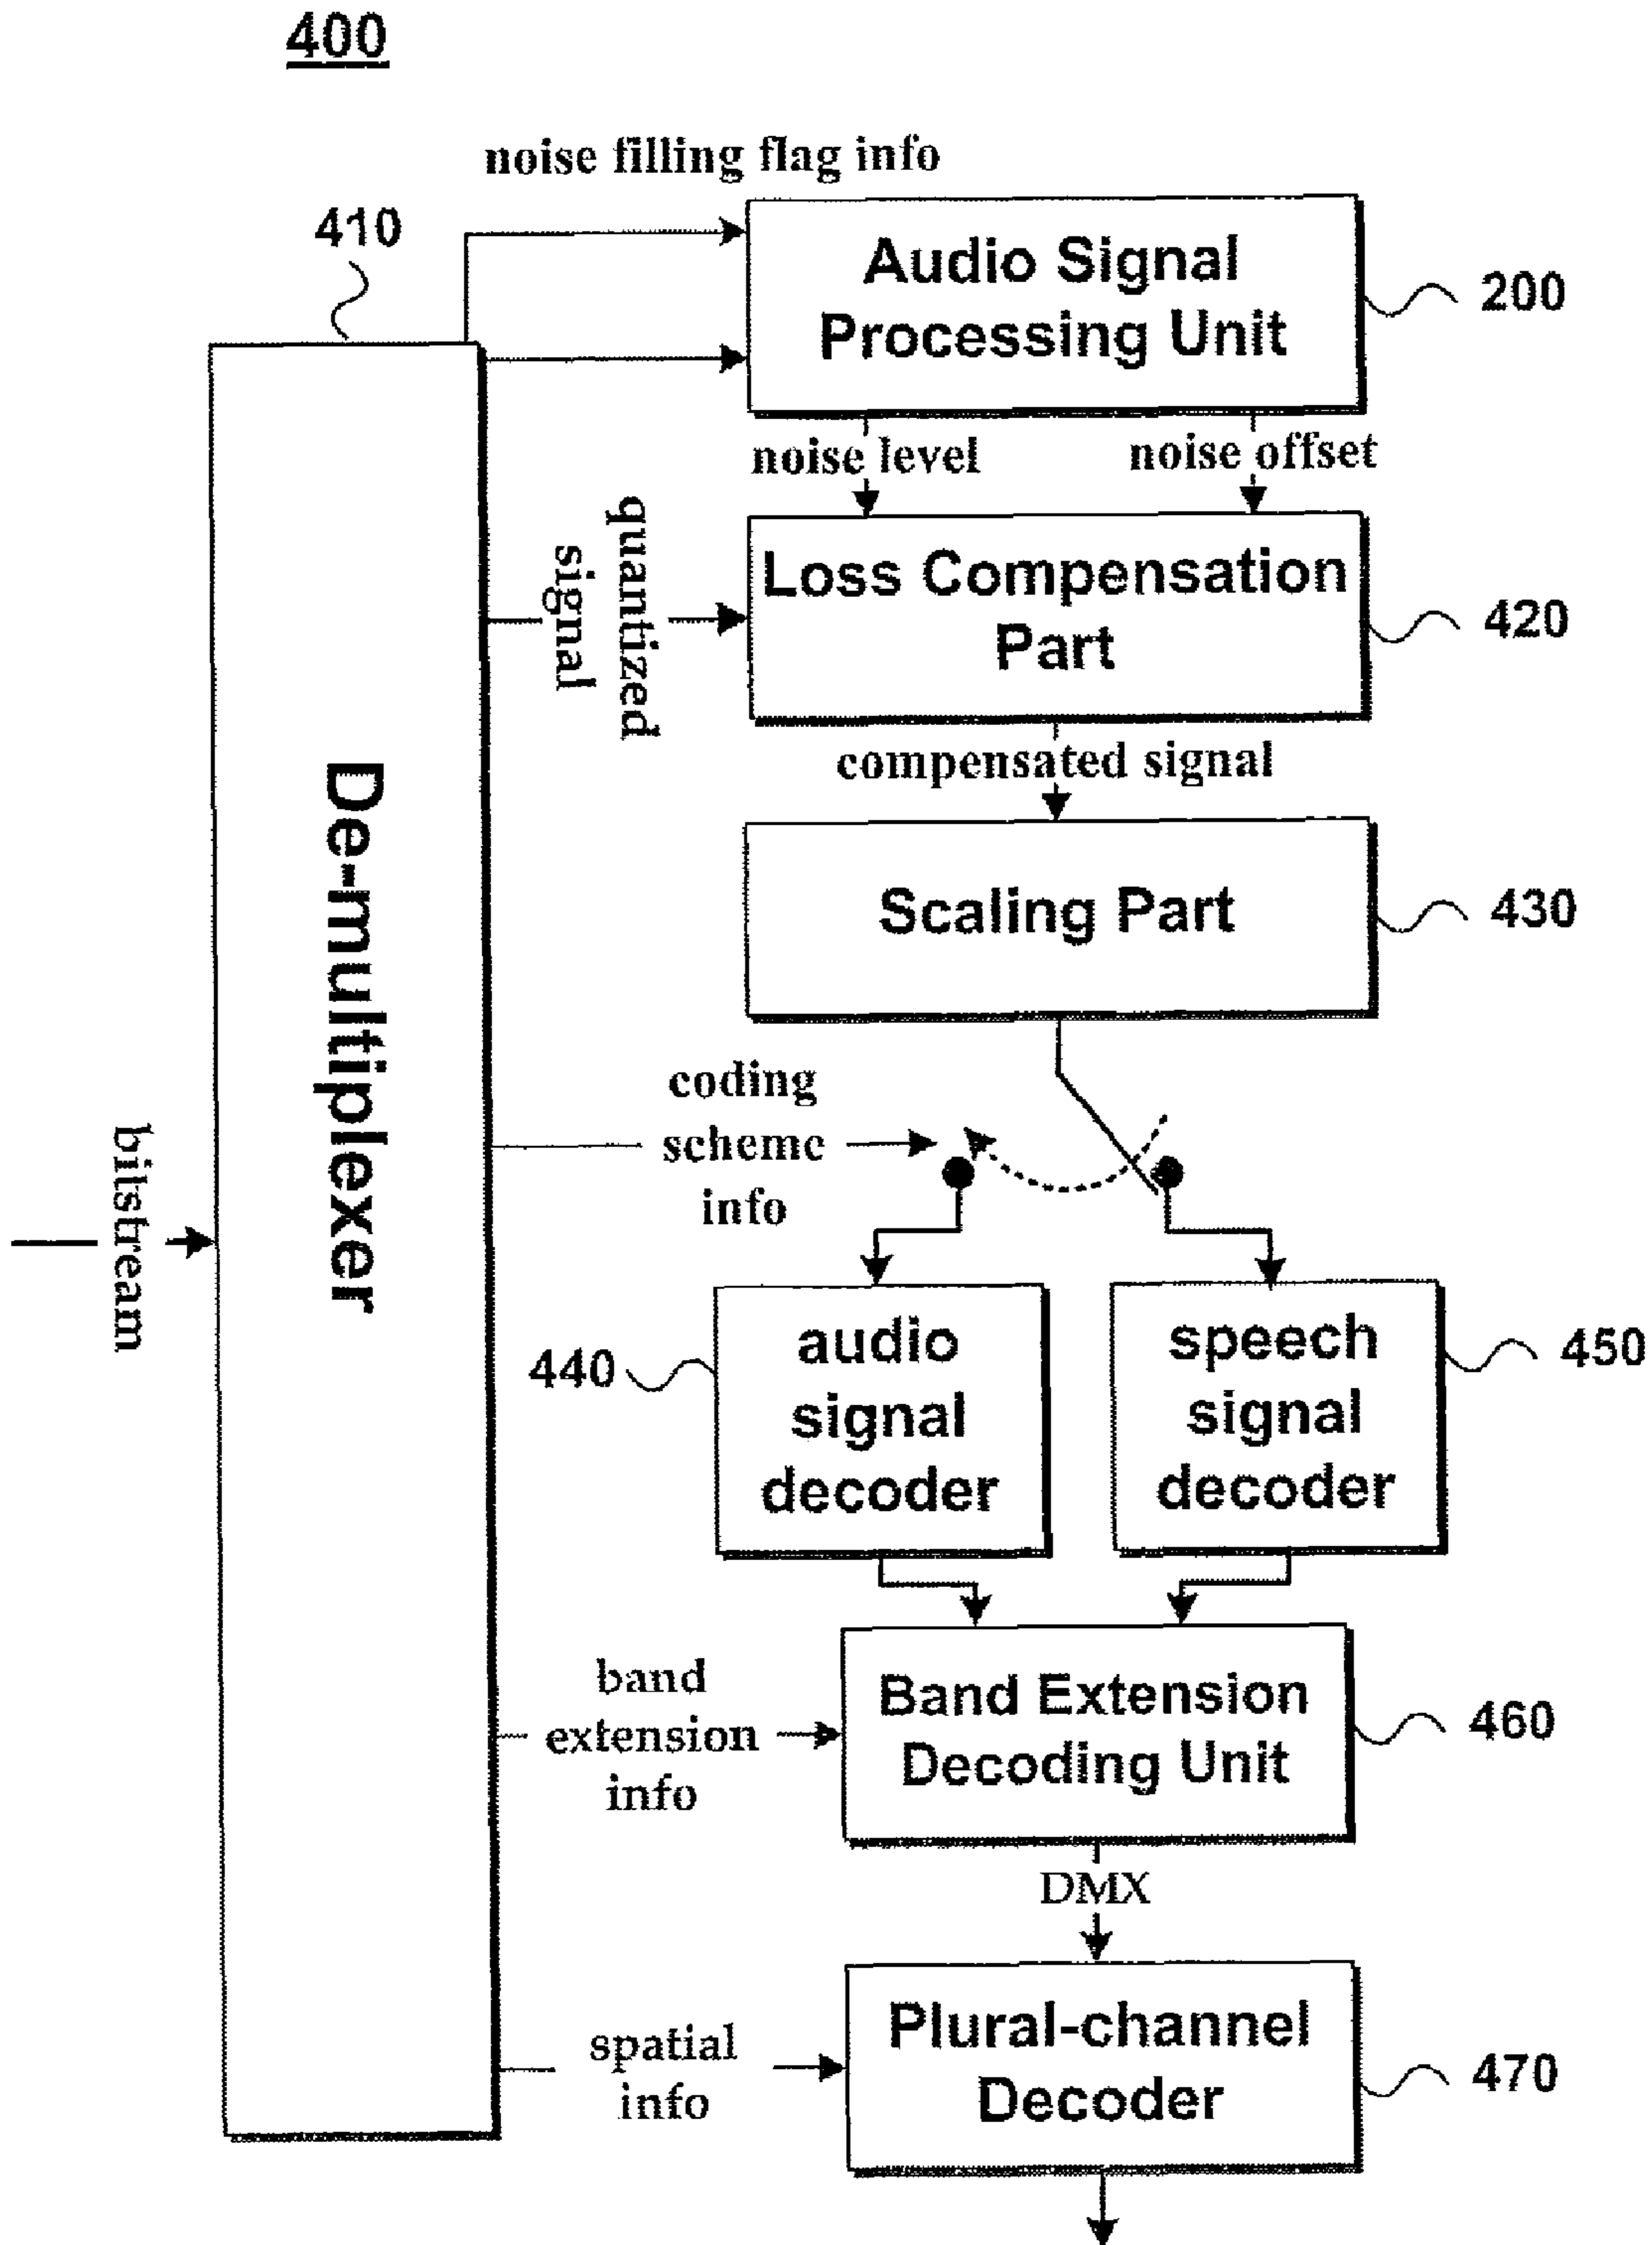 400
noise filling flag info
410
Audio Signal
Processing Unit
200
noise level
noise offset
quantized
signal
Loss Compensation
Part
420
compensated signal
De-multiplexer
Scaling Part
430
coding
scheme
info
bitstream
440
audio
signal
decoder
speech
signal
decoder
450
band
extension
info
Band Extension
Decoding Unit
460
DMX
spatial
info
Plural-channel
Decoder
470